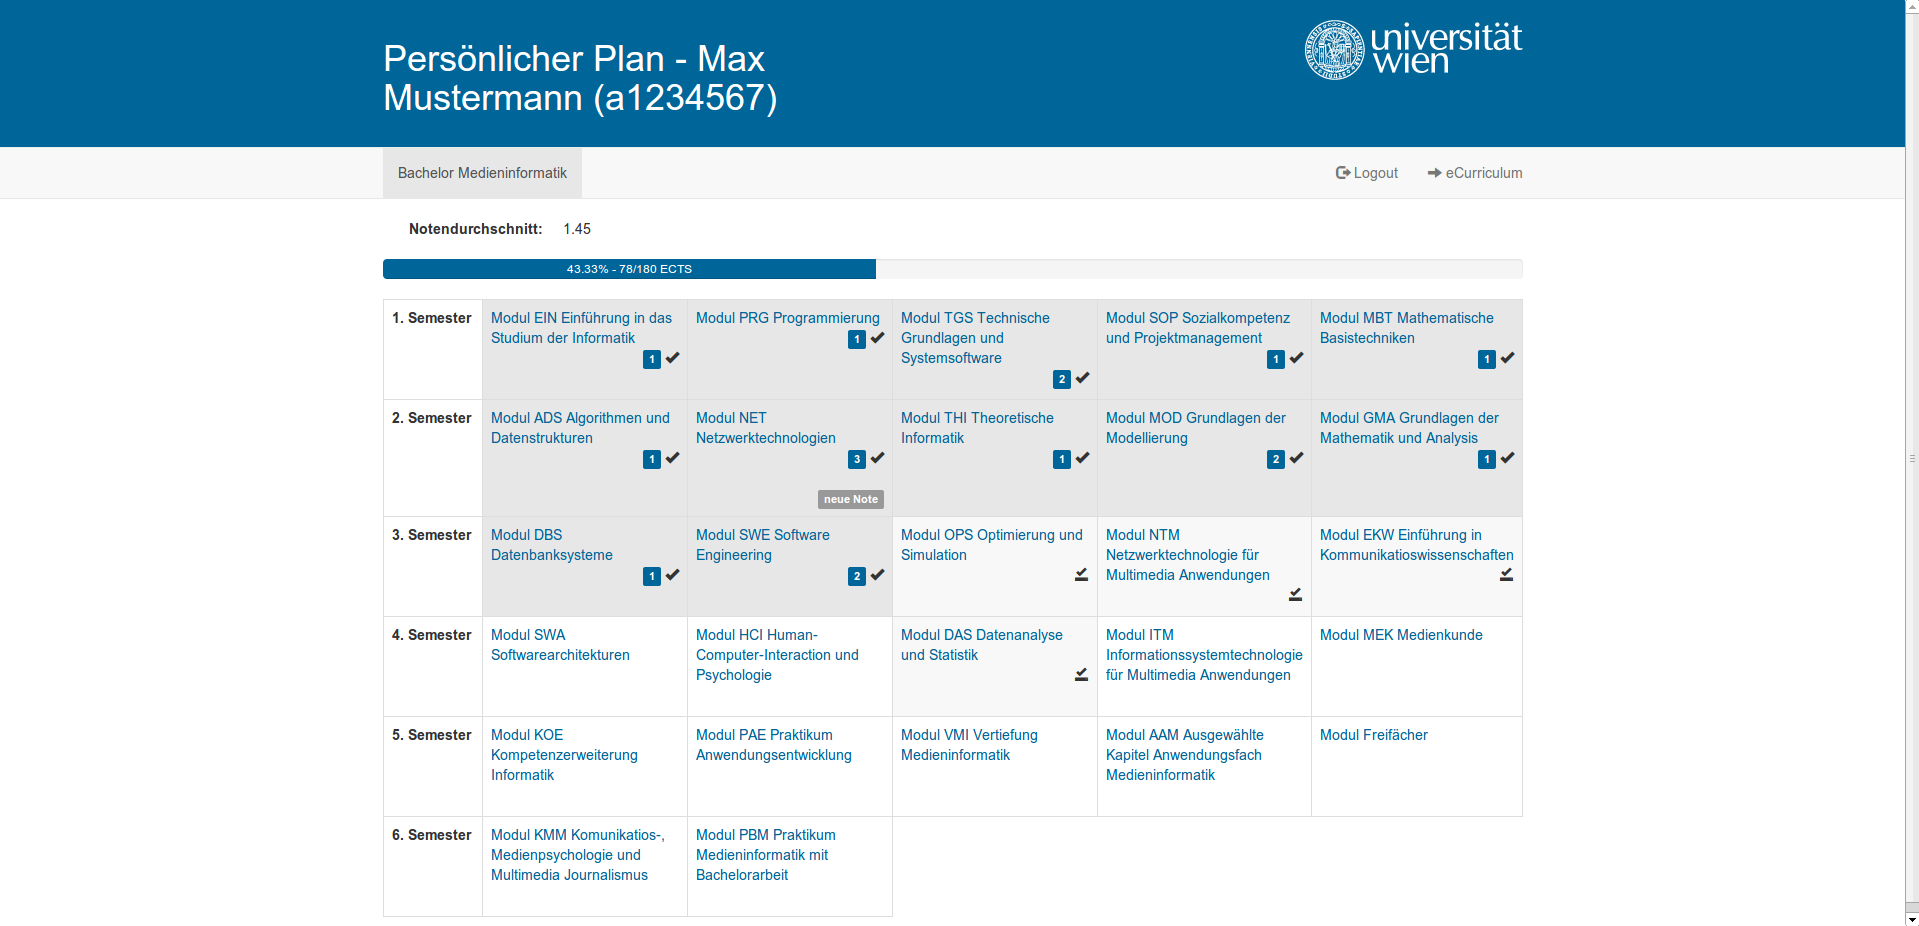 Persönlicher Plan - Max
Mustermann (a1234567)
universität
wien
Bachelor Medieninformatik
Logout
eCurriculum
Notendurchschnitt: 1.45
43.33% - 78/180 ECTS
1. Semester
Modul EIN Einführung in das
Studium der Informatik
1
Modul PRG Programmierung
1
Modul TGS Technische
Grundlagen und
Systemsoftware
2
Modul SOP Sozialkompetenz
und Projektmanagement
1
Modul MBT Mathematische
Basistechniken
1
2. Semester
Modul ADS Algorithmen und
Datenstrukturen
1
Modul NET
Netzwerktechnologien
3
neue Note
Modul THI Theoretische
Informatik
1
Modul MOD Grundlagen der
Modellierung
2
Modul GMA Grundlagen der
Mathematik und Analysis
1
3. Semester
Modul DBS
Datenbanksysteme
1
Modul SWE Software
Engineering
2
Modul OPS Optimierung und
Simulation
Modul NTM
Netzwerktechnologie für
Multimedia Anwendungen
Modul EKW Einführung in
Kommunikatioswissenschaften
4. Semester
Modul SWA
Softwarearchitekturen
Modul HCI Human-
Computer-Interaction und
Psychologie
Modul DAS Datenanalyse
und Statistik
Modul ITM
Informationssystemtechnologie
für Multimedia Anwendungen
Modul MEK Medienkunde
5. Semester
Modul KOE
Kompetenzerweiterung
Informatik
Modul PAE Praktikum
Anwendungsentwicklung
Modul VMI Vertiefung
Medieninformatik
Modul AAM Ausgewählte
Kapitel Anwendungsfach
Medieninformatik
Modul Freifächer
6. Semester
Modul KMM Komunikatios-,
Medienpsychologie und
Multimedia Journalismus
Modul PBM Praktikum
Medieninformatik mit
Bachelorarbeit